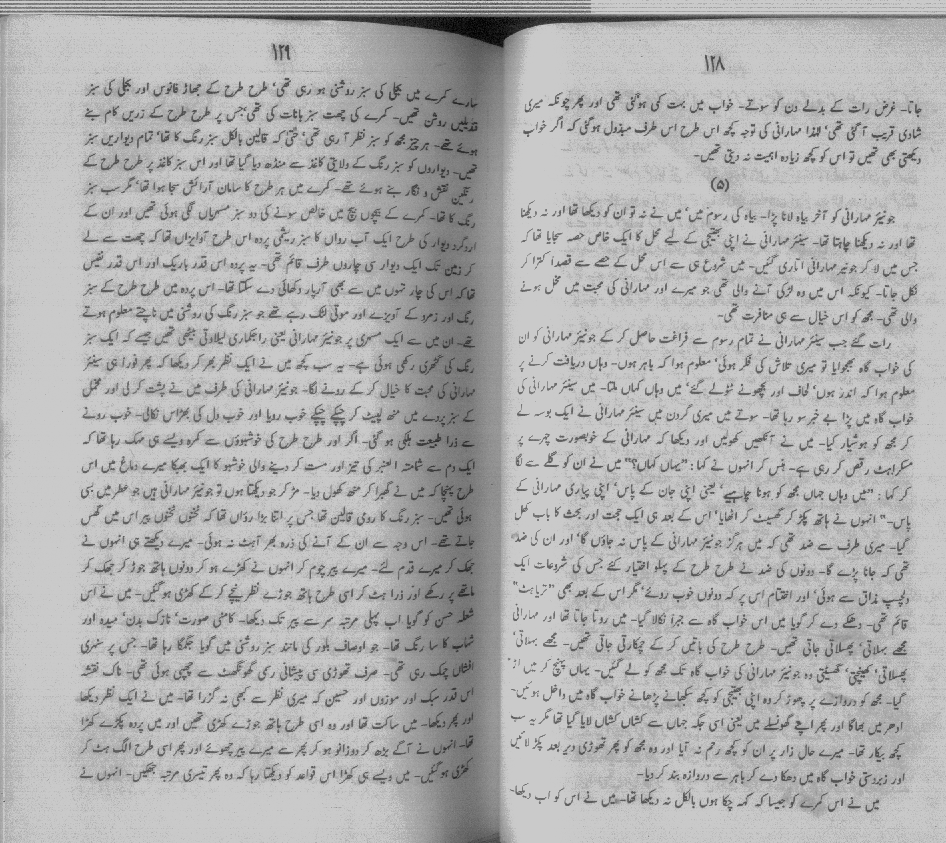 ۱۲۸
جاتا۔ غرض رات کے بدلے دن کو سوتے۔ خواب میں بہت کمی ہوگئی تھی اور پھر چونکہ میری
شادی قریب آ گئی تھی‘ لہٰذا مہارانی کی توجہ کچھ اس طرح اس طرف مبذول ہوگئی کہ اگر خواب
دیکھتی بھی تھیں تو اس کو کچھ زیادہ اہمیت نہ دیتی تھیں۔
(۵)
جونیئر مہارانی کو آخر بیاہ لانا پڑا۔ بیاہ کی رسوم میں‘ میں نے نہ تو ان کو دیکھا تھا اور نہ دیکھنا
تھا اور نہ دیکھنا چاہتا تھا۔ سینئر مہارانی نے اپنی بھتیجی کے لیے محل کا ایک خاص حصہ سجایا تھا کہ
جس میں لا کر جونیر مہارانی اتاری گئیں۔ میں شروع ہی سے اس محل کے حصے سے قصداً کترا کر
نکل جاتا۔ کیونکہ اس میں وہ لڑکی آنے والی تھی جو میرے اور مہارانی کی محبت میں مخل ہونے
والی تھی۔ مجھ کو اس خیال سے ہی منافرت تھی۔
رات گئے جب سینئر مہارانی نے تمام رسوم سے فراغت حاصل کر کے جونیئر مہارانی کو ان
کی خواب گاہ بھجوایا تو میری تلاش کی فکر ہوئی‘ معلوم ہوا کہ باہر ہوں۔ وہاں دریافت کرنے پر
معلوم ہوا کہ اندر ہوں‘ لحاف اور بچھونے ٹٹولے گئے‘ میں وہاں کہاں ملتا۔ میں سینئر مہارانی کی
خواب گاہ میں پڑا بے خبر سو رہا تھا۔ سوتے میں میری گردن میں سینئر مہارانی نے ایک بوسہ لے
کر مجھ کو ہوشیار کیا۔ میں نے آنکھیں کھولیں اور دیکھا کہ مہارانی کے خوبصورت چہرے پر
مسکراہٹ رقص کر رہی ہے۔ ہنس کر انہوں نے کہا : "یہاں کہاں؟" میں نے ان کو گلے سے لگا
کر کہا : "میں وہاں جہاں مجھ کو ہونا چاہیے‘ یعنی اپنی جان کے پاس‘ اپنی پیاری مہارانی کے
پاس۔" انہوں نے ہاتھ پکڑ کر گھسیٹ کر اٹھایا‘ اس کے بعد ہی ایک حجت اور بحث کا باب کھل
گیا۔ میری طرف سے ضد تھی کہ میں ہرگز جونیئر مہارانی کے پاس نہ جاؤں گا‘ اور ان کی ضد
تھی کہ جانا پڑے گا۔ دونوں کی ضد نے طرح طرح کے پہلو اختیار کئے جس کی شروعات ایک
دلچسپ مذاق سے ہوئی‘ اور اختتام اس پر کہ دونوں خوب روئے‘ مگر اس کے بعد بھی "تریاہٹ"
قائم تھی۔ دھکے دے کر گویا میں اس خواب گاہ سے جبراً نکالا گیا۔ میں روتا جاتا تھا اور مہارانی
مجھے بہلاتی‘ پھسلاتی جاتی تھیں۔ طرح طرح کی باتیں کر کے چمکارتی جاتی تھیں۔ مجھے بہلاتی‘
پھسلاتی‘ کھینچتی‘ گھسیٹتی وہ جونیئر مہارانی کی خواب گاہ تک مجھ کو لے گئیں۔ یہاں پہنچ کر میں اڑ
گیا۔ مجھ کو دروازے پر چھوڑ کر وہ اپنی بھتیجی کو کچھ سکھانے پڑھانے خواب گاہ میں داخل ہوئیں۔
ادھر میں بھاگا اور پھر اپنے گھونسلے میں یعنی اسی جگہ جہاں سے کشاں کشاں لایا گیا تھا مگر یہ سب
کچھ بیکار تھا۔ میرے حال زار پر ان کو کچھ رحم نہ آیا اور وہ مجھ کو پھر تھوڑی دیر بعد پکڑ لائیں
اور زبردستی خواب گاہ میں دھکا دے کر باہر سے دروازہ بند کر دیا۔
میں نے اس کمرے کو جیسا کہ کہہ چکا ہوں بالکل نہ دیکھا تھا۔ میں نے اس کو اب دیکھا۔
۱۲۹
سارے کمرے میں بجلی کی سبز روشنی ہو رہی تھی‘ طرح طرح کے جھاڑ فانوس اور بجلی کی سبز
قندیلیں روشن تھیں۔ کمرے کی چھت سبز بانات کی تھی جس پر طرح طرح کے زریں کام بنے
ہوئے تھے۔ ہر چیز مجھ کو سبز نظر آ رہی تھی‘ حتیٰ کہ قالین بالکل سبز رنگ کا تھا‘ تمام دیواریں سبز
تھیں۔ دیواروں کو سبز رنگ کے ولایتی کاغذ سے منڈھ دیا گیا تھا اور اس سبز کاغذ پر طرح طرح کے
رنگین نقش و نگار بنے ہوئے تھے۔ کمرے میں ہر طرح کا سامان آرائش سجا ہوا تھا‘ مگر سب سبز
رنگ کا تھا۔ کمرے کے بیچوں بیچ میں خالص سونے کی دو سبز مسہریاں لگی ہوئی تھیں اور ان کے
اردگرد دیوار کی طرح ایک آب رواں کا سبز ریشمی پردہ اس طرح آویزاں تھا کہ چھت سے لے
کر زمین تک ایک دیوار سی چاروں طرف قائم تھی۔ یہ پردہ اس قدر باریک اور اس قدر نفیس
تھا کہ اس کی چار تہوں میں سے بھی آرپار دکھائی دے سکتا تھا۔ اس پردہ میں طرح طرح کے سبز
رنگ اور زمرد کے آویزے اور موتی لٹک رہے تھے جو سبز رنگ کی روشنی میں ناچتے معلوم ہوتے
تھے۔ ان میں سے ایک مسہری پر جونیئر مہارانی یعنی راجکماری لیلاوتی بیٹھی تھیں جیسے کہ ایک سبز
رنگ کی گٹھری رکھی ہوئی ہے۔ یہ سب کچھ میں نے ایک نظر بھر کر دیکھا کہ پھر فوراً ہی سینئر
مہارانی کی محبت کا خیال کر کے رونے لگا۔ جونیئر مہارانی کی طرف میں نے پشت کر لی اور مخمل
کے سبز پردے میں منھ لپیٹ کر چپکے چپکے خوب رویا اور خوب دل کی بھڑاس نکالی۔ خوب رونے
سے ذرا طبیعت ہلکی ہو گئی۔ اگر اور طرح طرح کی خوشبوؤں سے کمرہ ویسے ہی مہک رہا تھا کہ
ایک دم سے شمامتہ العنبر کی تیز اور مست کر دینے والی خوشبو کا ایک بھپکا میرے دماغ میں اس
طرح پہنچا کہ میں نے گھبرا کر منھ کھول دیا۔ مڑ کر جو دیکھتا ہوں تو جونیئر مہارانی ہیں جو عطر میں بسی
ہوئی تھیں۔ سبز رنگ کا رومی قالین تھا جس پر اتنا بڑا رواں تھا کہ ٹخنوں ٹخنوں پیر اس میں گھس
جاتے تھے۔ اس وجہ سے ان کے آنے کی ذرہ بھر آہٹ نہ ہوئی۔ میرے دیکھتے ہی انہوں نے
جھک کر میرے قدم لئے۔ میرے پیر چوم کر انہوں نے کھڑے ہو کر دونوں ہاتھ جوڑ کر جھک کر
ماتھے پر رکھے اور ذرا ہٹ کر اسی طرح ہاتھ جوڑے نظر نیچے کر کے کھڑی ہو گئیں۔ میں نے اس
شعلہ حسن کو گویا اب پہلی مرتبہ سر سے پیر تک دیکھا۔ کامنی صورت‘ نازک بدن‘ میدہ اور
شہاب کا سا رنگ تھا۔ جو اوصاف بلور کی مانند سبز روشنی میں گویا جگمگا رہا تھا۔ جس پر سنہری
افشاں چمک رہی تھی۔ صرف تھوڑی سی پیشانی رسمی گھونگھٹ سے چھپی ہوئی تھی۔ ناک نقشہ
اس قدر سبک اور موزوں اور حسین کہ میری نظر سے کبھی نہ گزرا تھا۔ میں نے ایک نظر دیکھا
اور پھر دیکھا۔ میں ساکت تھا اور وہ اسی طرح ہاتھ جوڑے کھڑی تھیں اور میں پردہ پکڑے کھڑا
تھا۔ انہوں نے آگے بڑھ کر دوزانو ہو کر پھر سے میرے پیر چھوئے اور پھر اسی طرح الگ ہٹ کر
کھڑی ہو گئیں۔ میں ویسے ہی کھڑا اس قواعد کو دیکھتا رہا کہ وہ پھر تیسری مرتبہ جھکیں۔ انہوں نے